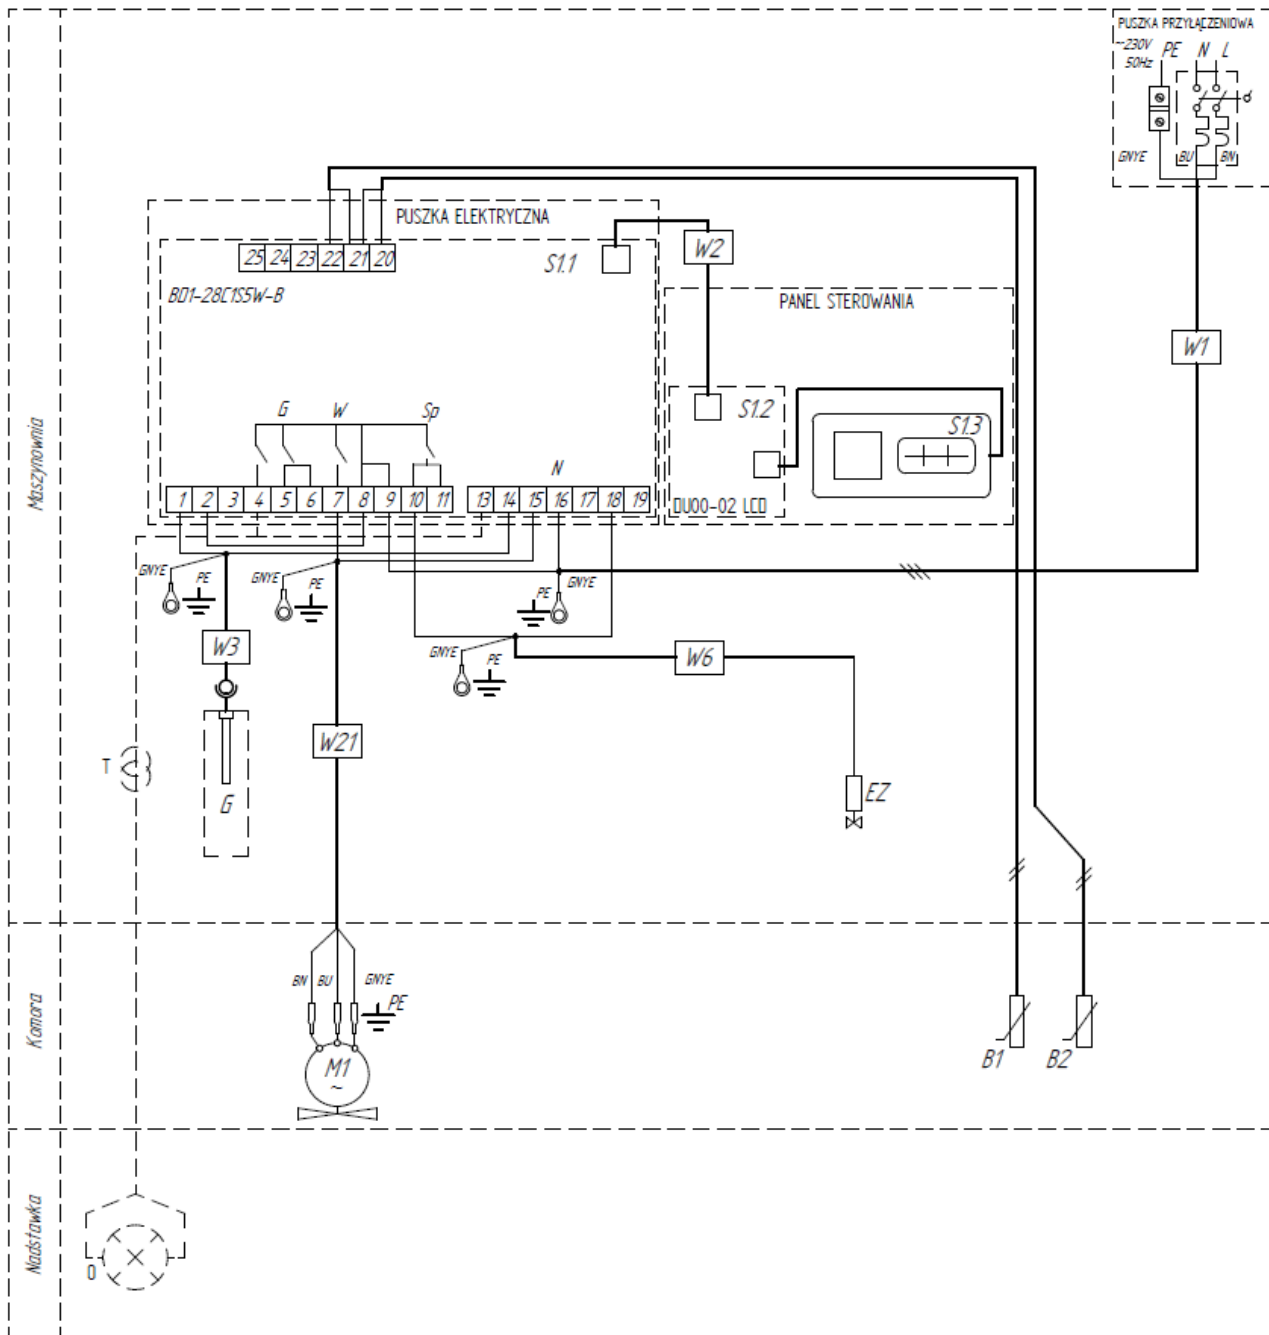 PUSZKA PRZYŁĄCZENIOWA
~230V
50Hz
PE N L
GNYE BU BN
PUSZKA ELEKTRYCZNA
25 24 23 22 21 20
S1.1
W2
BD1-28C1S5W-B
PANEL STEROWANIA
W1
S1.2
S1.3
DU00-02 LCD
G W Sp
N
1 2 3 4 5 6 7 8 9 10 11
13 14 15 16 17 18 19
Maszynownia
GNYE PE
GNYE PE
PE GNYE
GNYE PE
W3
W6
W21
T
G
EZ
Komora
BN BU GNYE
PE
M1
~
B1 B2
Nadstawka
O